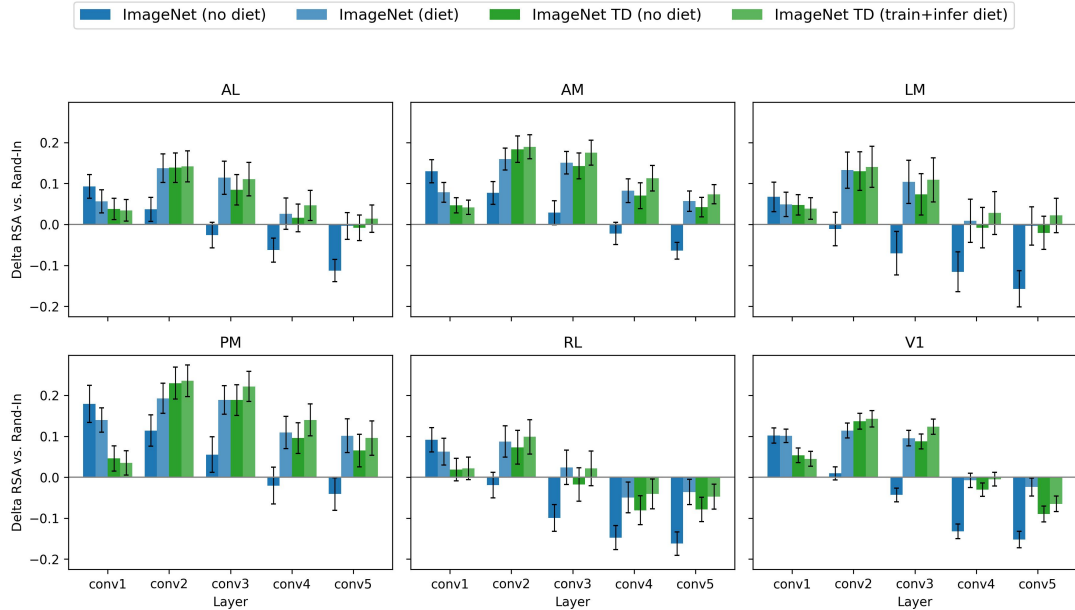 ImageNet (no diet) ImageNet (diet) ImageNet TD (no diet) ImageNet TD (train+infer diet)
AL AM LM
Delta RSA vs. Rand-In
0.2
0.1
0.0
−0.1
−0.2
PM RL V1
Delta RSA vs. Rand-In
0.2
0.1
0.0
−0.1
−0.2
conv1 conv2 conv3 conv4 conv5 conv1 conv2 conv3 conv4 conv5 conv1 conv2 conv3 conv4 conv5
Layer Layer Layer